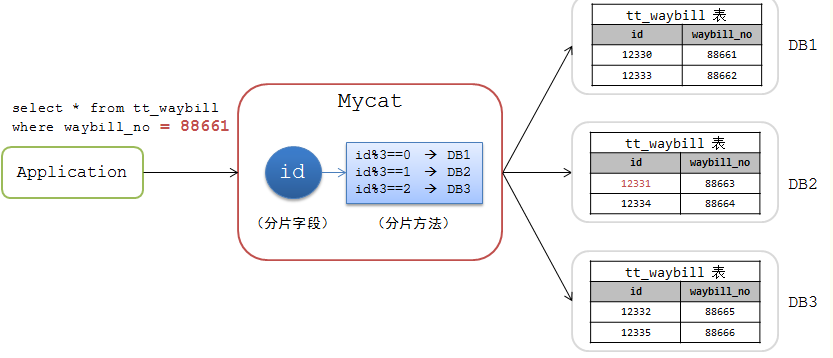 select * from tt_waybill
where waybill_no = 88661
Application
Mycat
id
(分片字段)
id%3==0 → DB1
id%3==1 → DB2
id%3==2 → DB3
(分片方法)
tt_waybill 表
id waybill_no
12330 88661
12333 88662
DB1
tt_waybill 表
id waybill_no
12331 88663
12334 88664
DB2
tt_waybill 表
id waybill_no
12332 88665
12335 88666
DB3